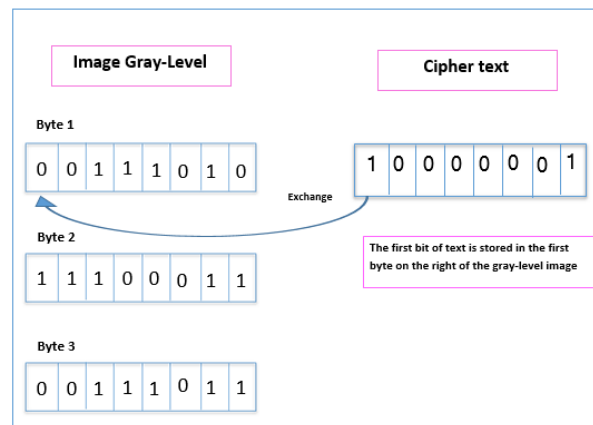 Image Gray-Level
Cipher text
Byte 1
0 0 1 1 1 0 1 0
1 0 0 0 0 0 0 1
Exchange
Byte 2
1 1 1 0 0 0 1 1
The first bit of text is stored in the first
byte on the right of the gray-level image
Byte 3
0 0 1 1 1 0 1 1